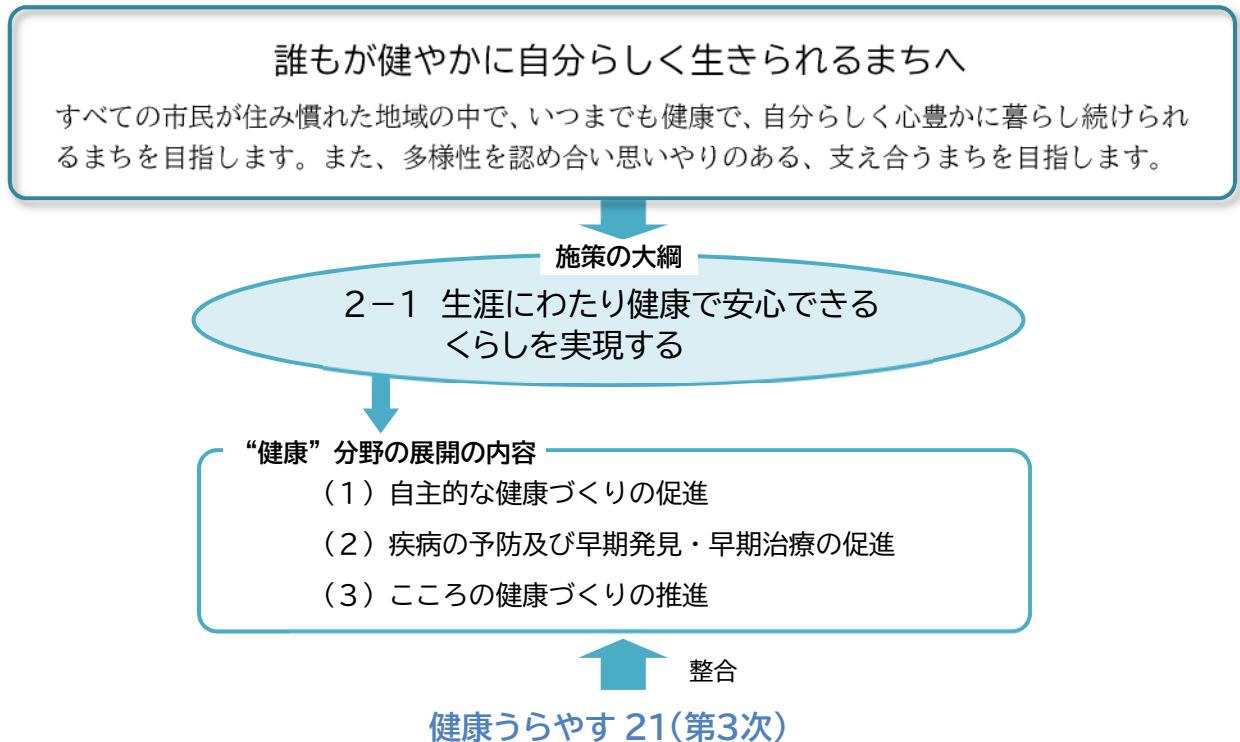 誰もが健やかに自分らしく生きられるまちへ
すべての市民が住み慣れた地域の中で、いつまでも健康で、自分らしく心豊かに暮らし続けられ
るまちを目指します。また、多様性を認め合い思いやりのある、支え合うまちを目指します。
施策の大綱
2－1 生涯にわたり健康で安心できる
くらしを実現する
“健康”分野の展開の内容
（1）自主的な健康づくりの促進
（2）疾病の予防及び早期発見・早期治療の促進
（3）こころの健康づくりの推進
整合
健康うらやす 21（第3次）